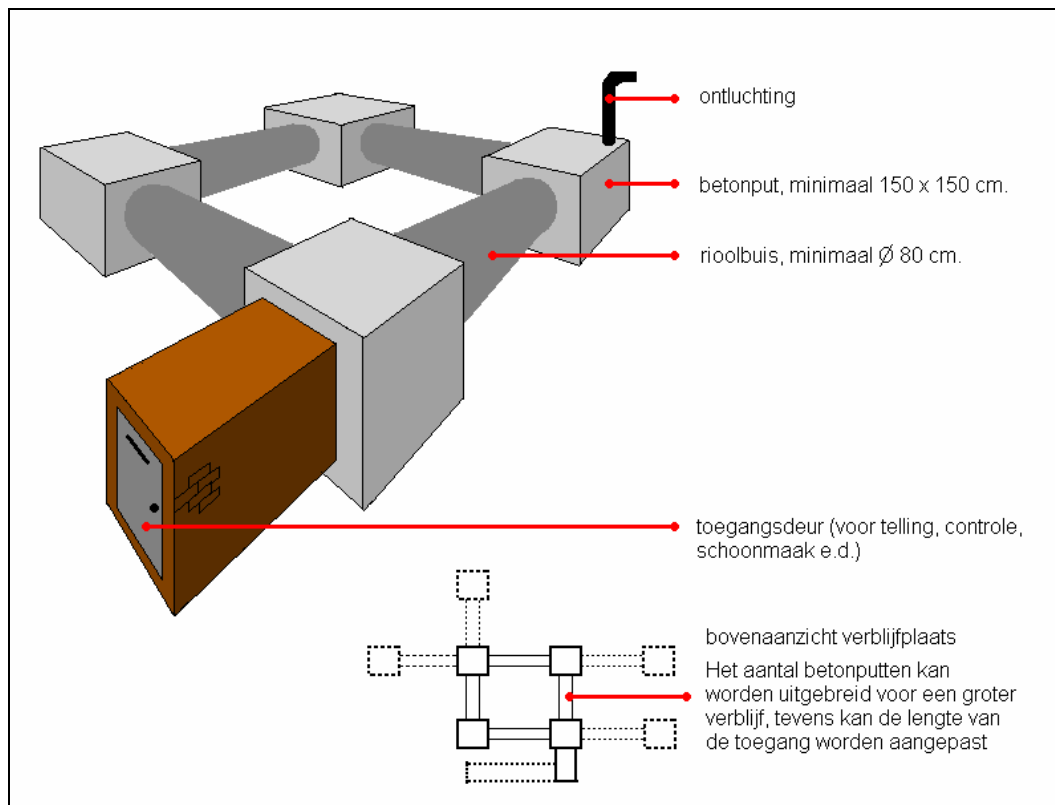 ontluchting
betonput, minimaal 150 x 150 cm.
rioolbuis, minimaal Ø 80 cm.
toegangsdeur (voor telling, controle,
schoonmaak e.d.)
bovenaanzicht verblijfplaats
Het aantal betonputten kan
worden uitgebreid voor een groter
verblijf, tevens kan de lengte van
de toegang worden aangepast